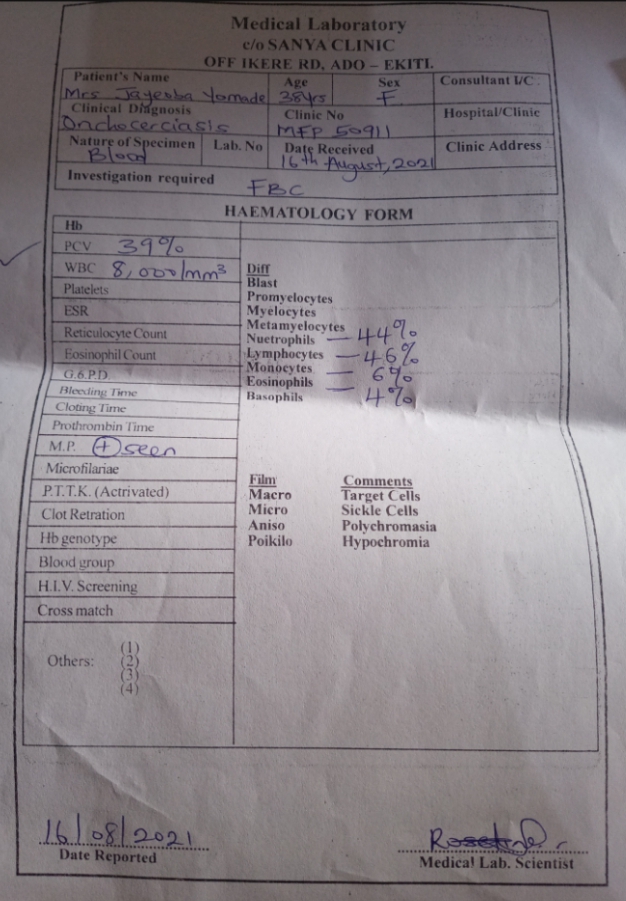 Medical Laboratory
c/o SANYA CLINIC
OFF IKERE RD, ADO – EKITI.
Patient's Name Age Sex Consultant I/C
Mrs Jayeoba Yomade 38yrs F
Clinical Diagnosis Clinic No Hospital/Clinic
Onchocerciasis MFP 50911
Nature of Specimen Lab. No Date Received Clinic Address
Blood 16th August, 2021
Investigation required FBC
HAEMATOLOGY FORM
Hb
PCV 39%
WBC 8,000/mm³
Platelets
ESR
Reticulocyte Count
Eosinophil Count
G.6.P.D
Bleeding Time
Cloting Time
Prothrombin Time
M.P. + seen
Microfilariae
P.T.T.K. (Actrivated)
Clot Retration
Hb genotype
Blood group
H.I.V. Screening
Cross match
Others: (1)
(2)
(3)
(4)
Diff
Blast
Promyelocytes
Myelocytes
Metamyelocytes
Nuetrophils — 44%
Lymphocytes — 46%
Monocytes — 6%
Eosinophils — 4%
Basophils
Film Comments
Macro Target Cells
Micro Sickle Cells
Aniso Polychromasia
Poikilo Hypochromia
16/08/2021
Date Reported
Medical Lab. Scientist